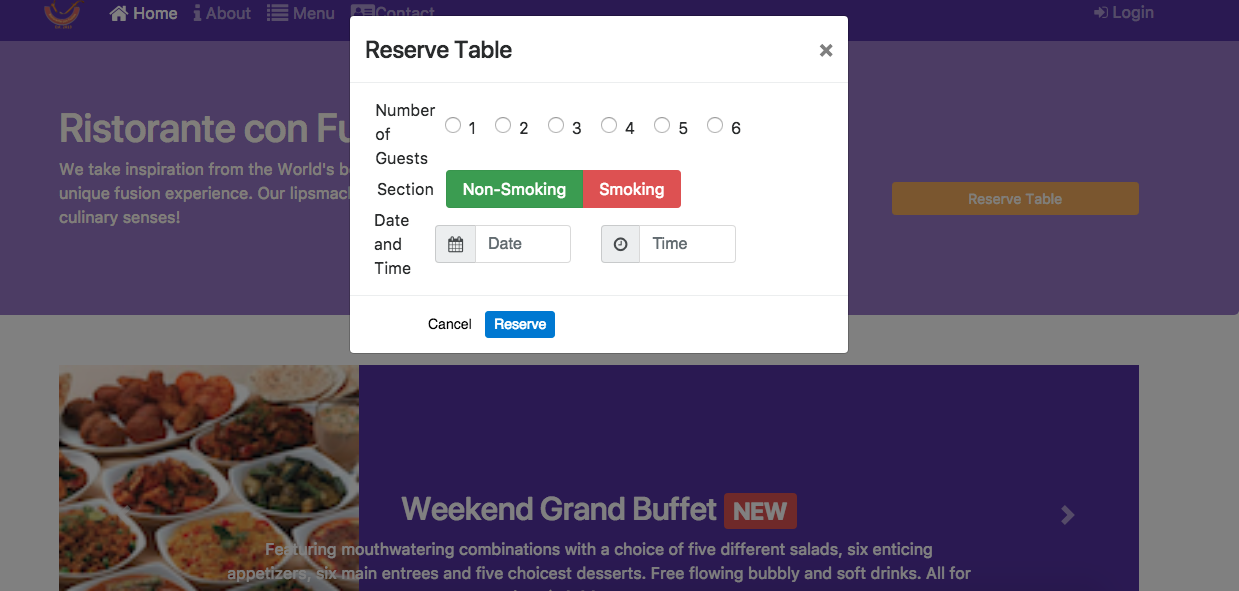 Home About Menu Contact Login
Reserve Table ×
Number
of
Guests
1 2 3 4 5 6
Section Non-Smoking Smoking
Date
and
Time
Date Time
Cancel Reserve
Ristorante con Fu
We take inspiration from the World's b
unique fusion experience. Our lipsmac
culinary senses!
Reserve Table
Weekend Grand Buffet NEW
Featuring mouthwatering combinations with a choice of five different salads, six enticing
appetizers, six main entrees and five choicest desserts. Free flowing bubbly and soft drinks. All for